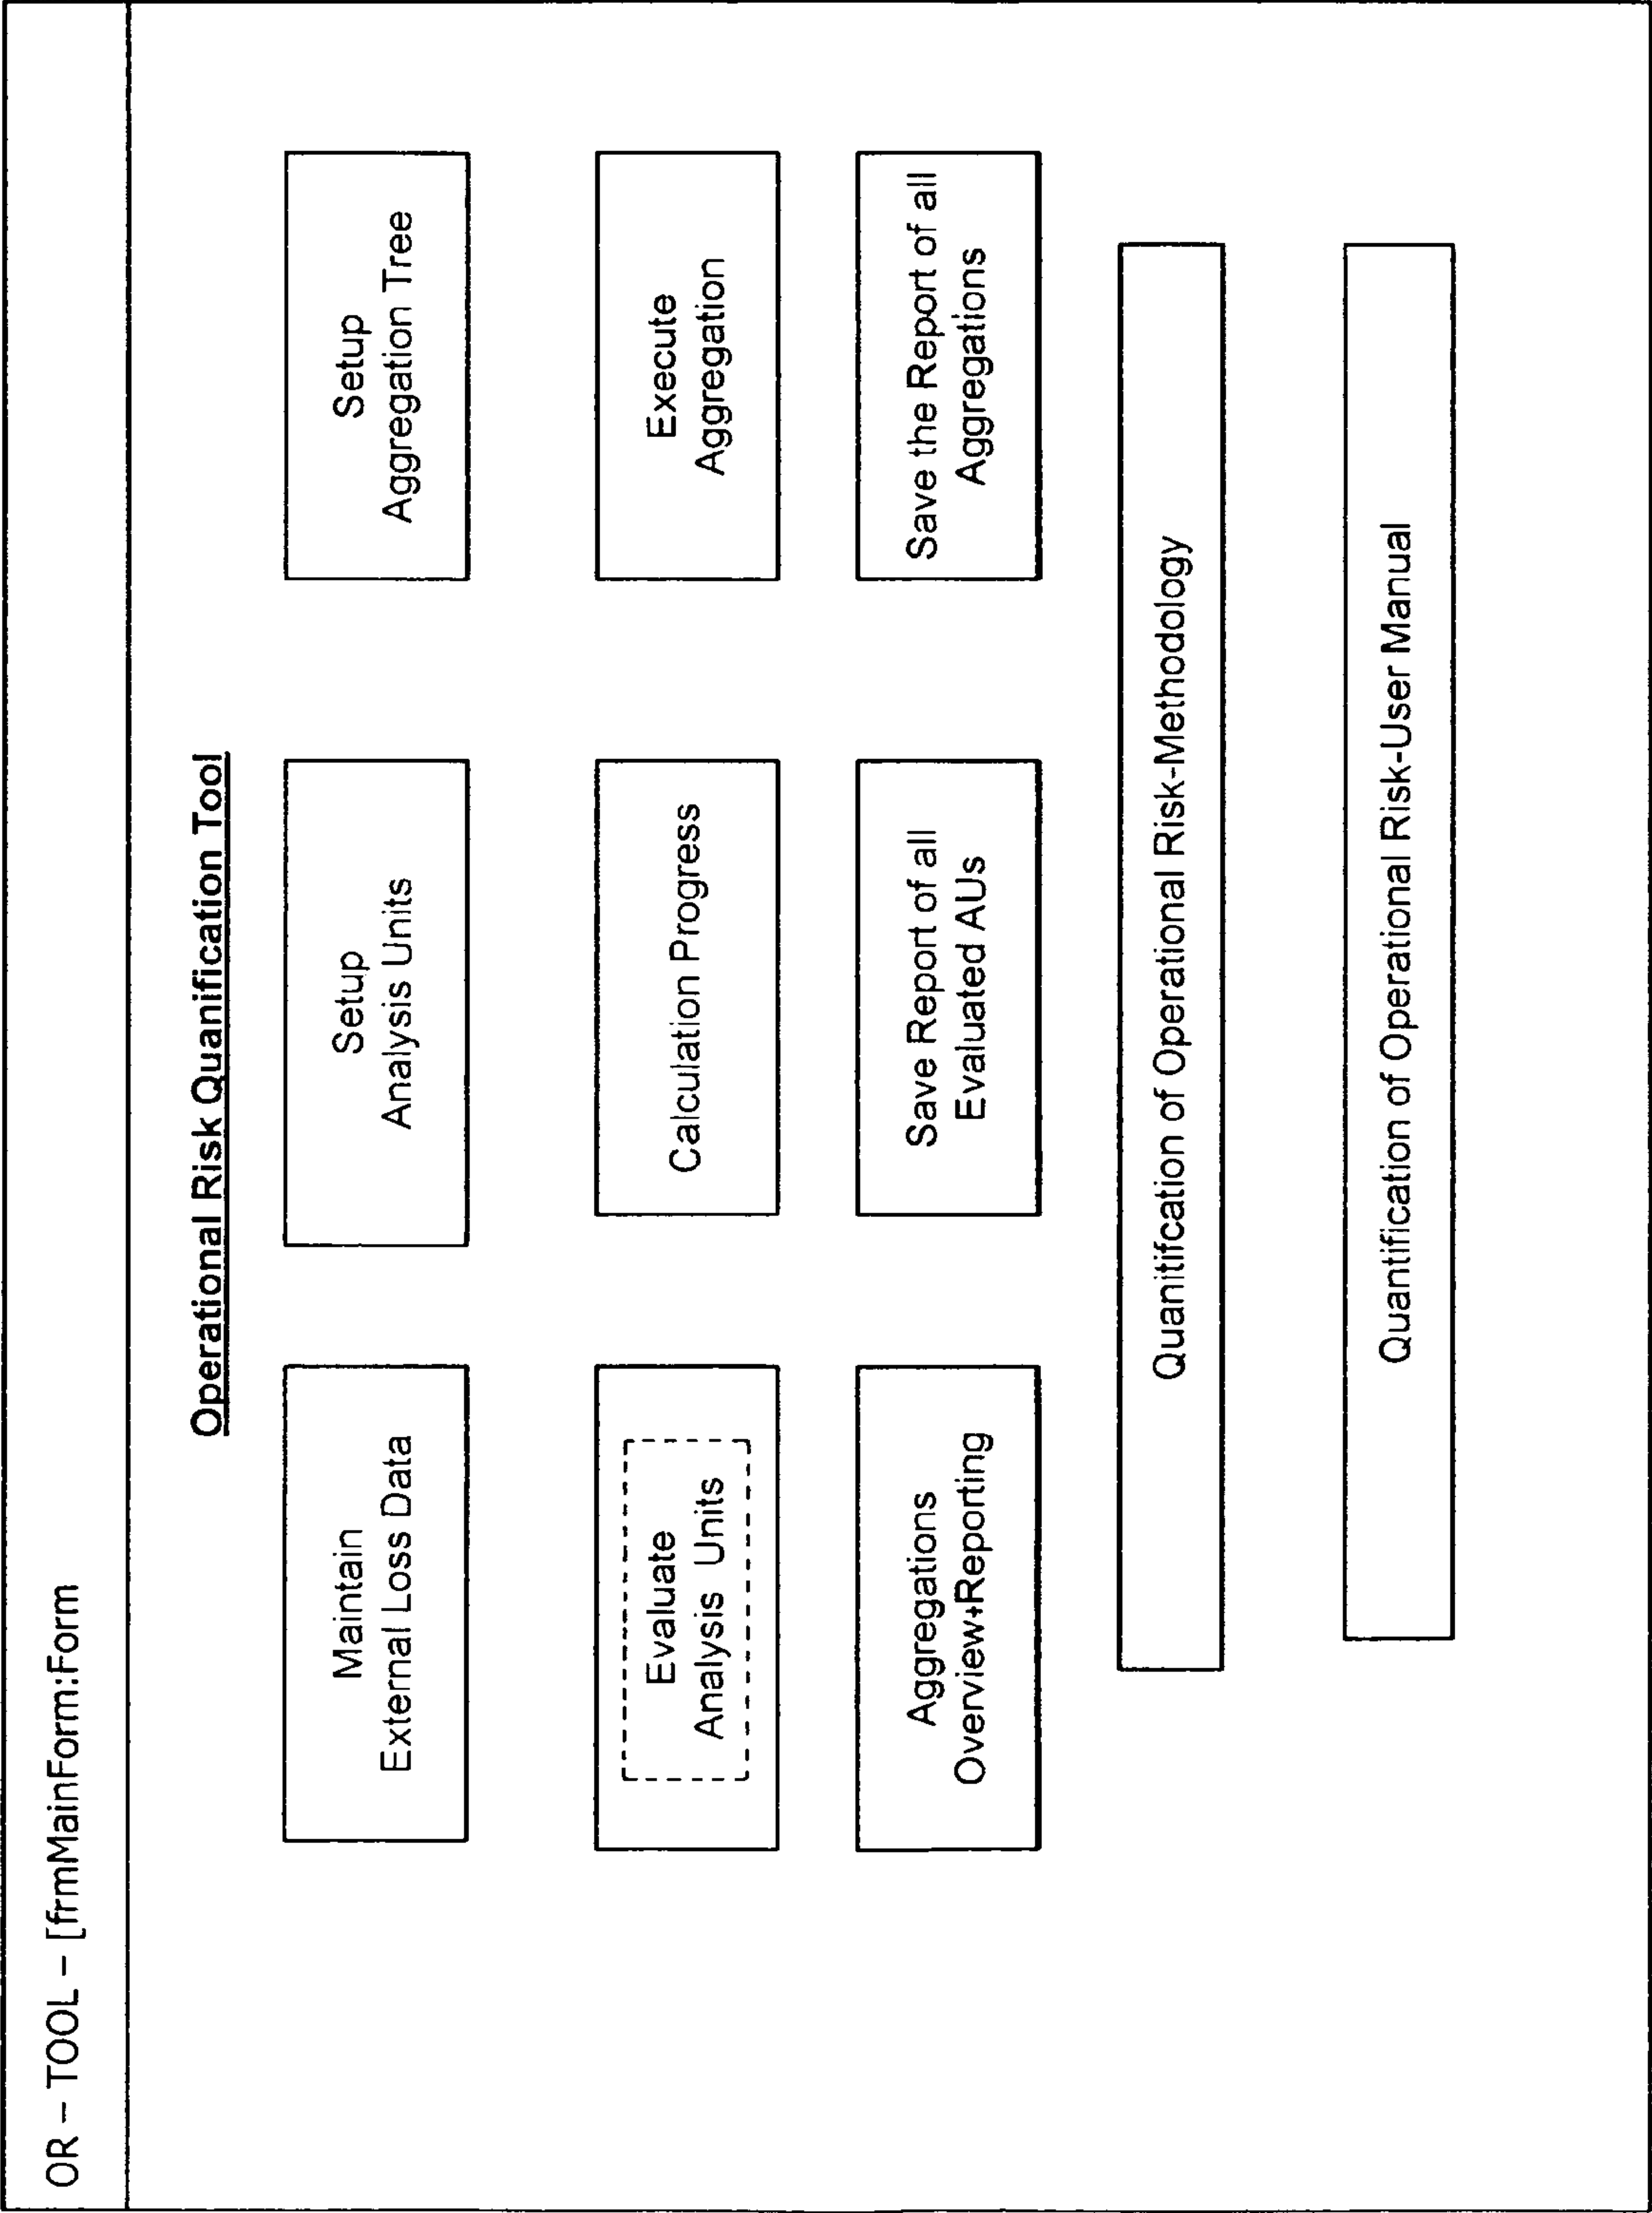 OR – TOOL – [frmMainForm:Form
Operational Risk Quanification Tool
Maintain
External Loss Data
Setup
Analysis Units
Setup
Aggregation Tree
Evaluate
Analysis Units
Calculation Progress
Execute
Aggregation
Aggregations
Overview+Reporting
Save Report of all
Evaluated AUs
Save the Report of all
Aggregations
Quanitifcation of Operational Risk-Methodology
Quantification of Operational Risk-User Manual